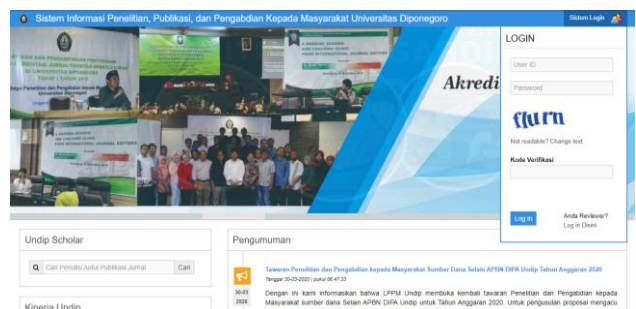 Sistem Informasi Penelitian, Publikasi, dan Pengabdian Kepada Masyarakat Universitas Diponegoro
Sistem Login
LOGIN
User ID
Password
flurn
Not readable? Change text.
Kode Verifikasi
Log in
Anda Reviewer?
Log In Disini
Akredi
Undip Scholar
Cari Penulis/Judul Publikasi Jurnal
Cari
Kinerja Undip
Pengumuman
Tawaran Penelitian dan Pengabdian kepada Masyarakat Sumber Dana Selain APBN DIPA Undip Tahun Anggaran 2020
Tanggal 30-03-2020 | pukul 06:47:33
30-03
2020
Dengan ini kami informasikan bahwa LPPM Undip membuka kembali tawaran Penelitian dan Pengabdian kepada
Masyarakat sumber dana Selain APBN DIPA Undip untuk Tahun Anggaran 2020. Untuk pengusulan proposal mengacu